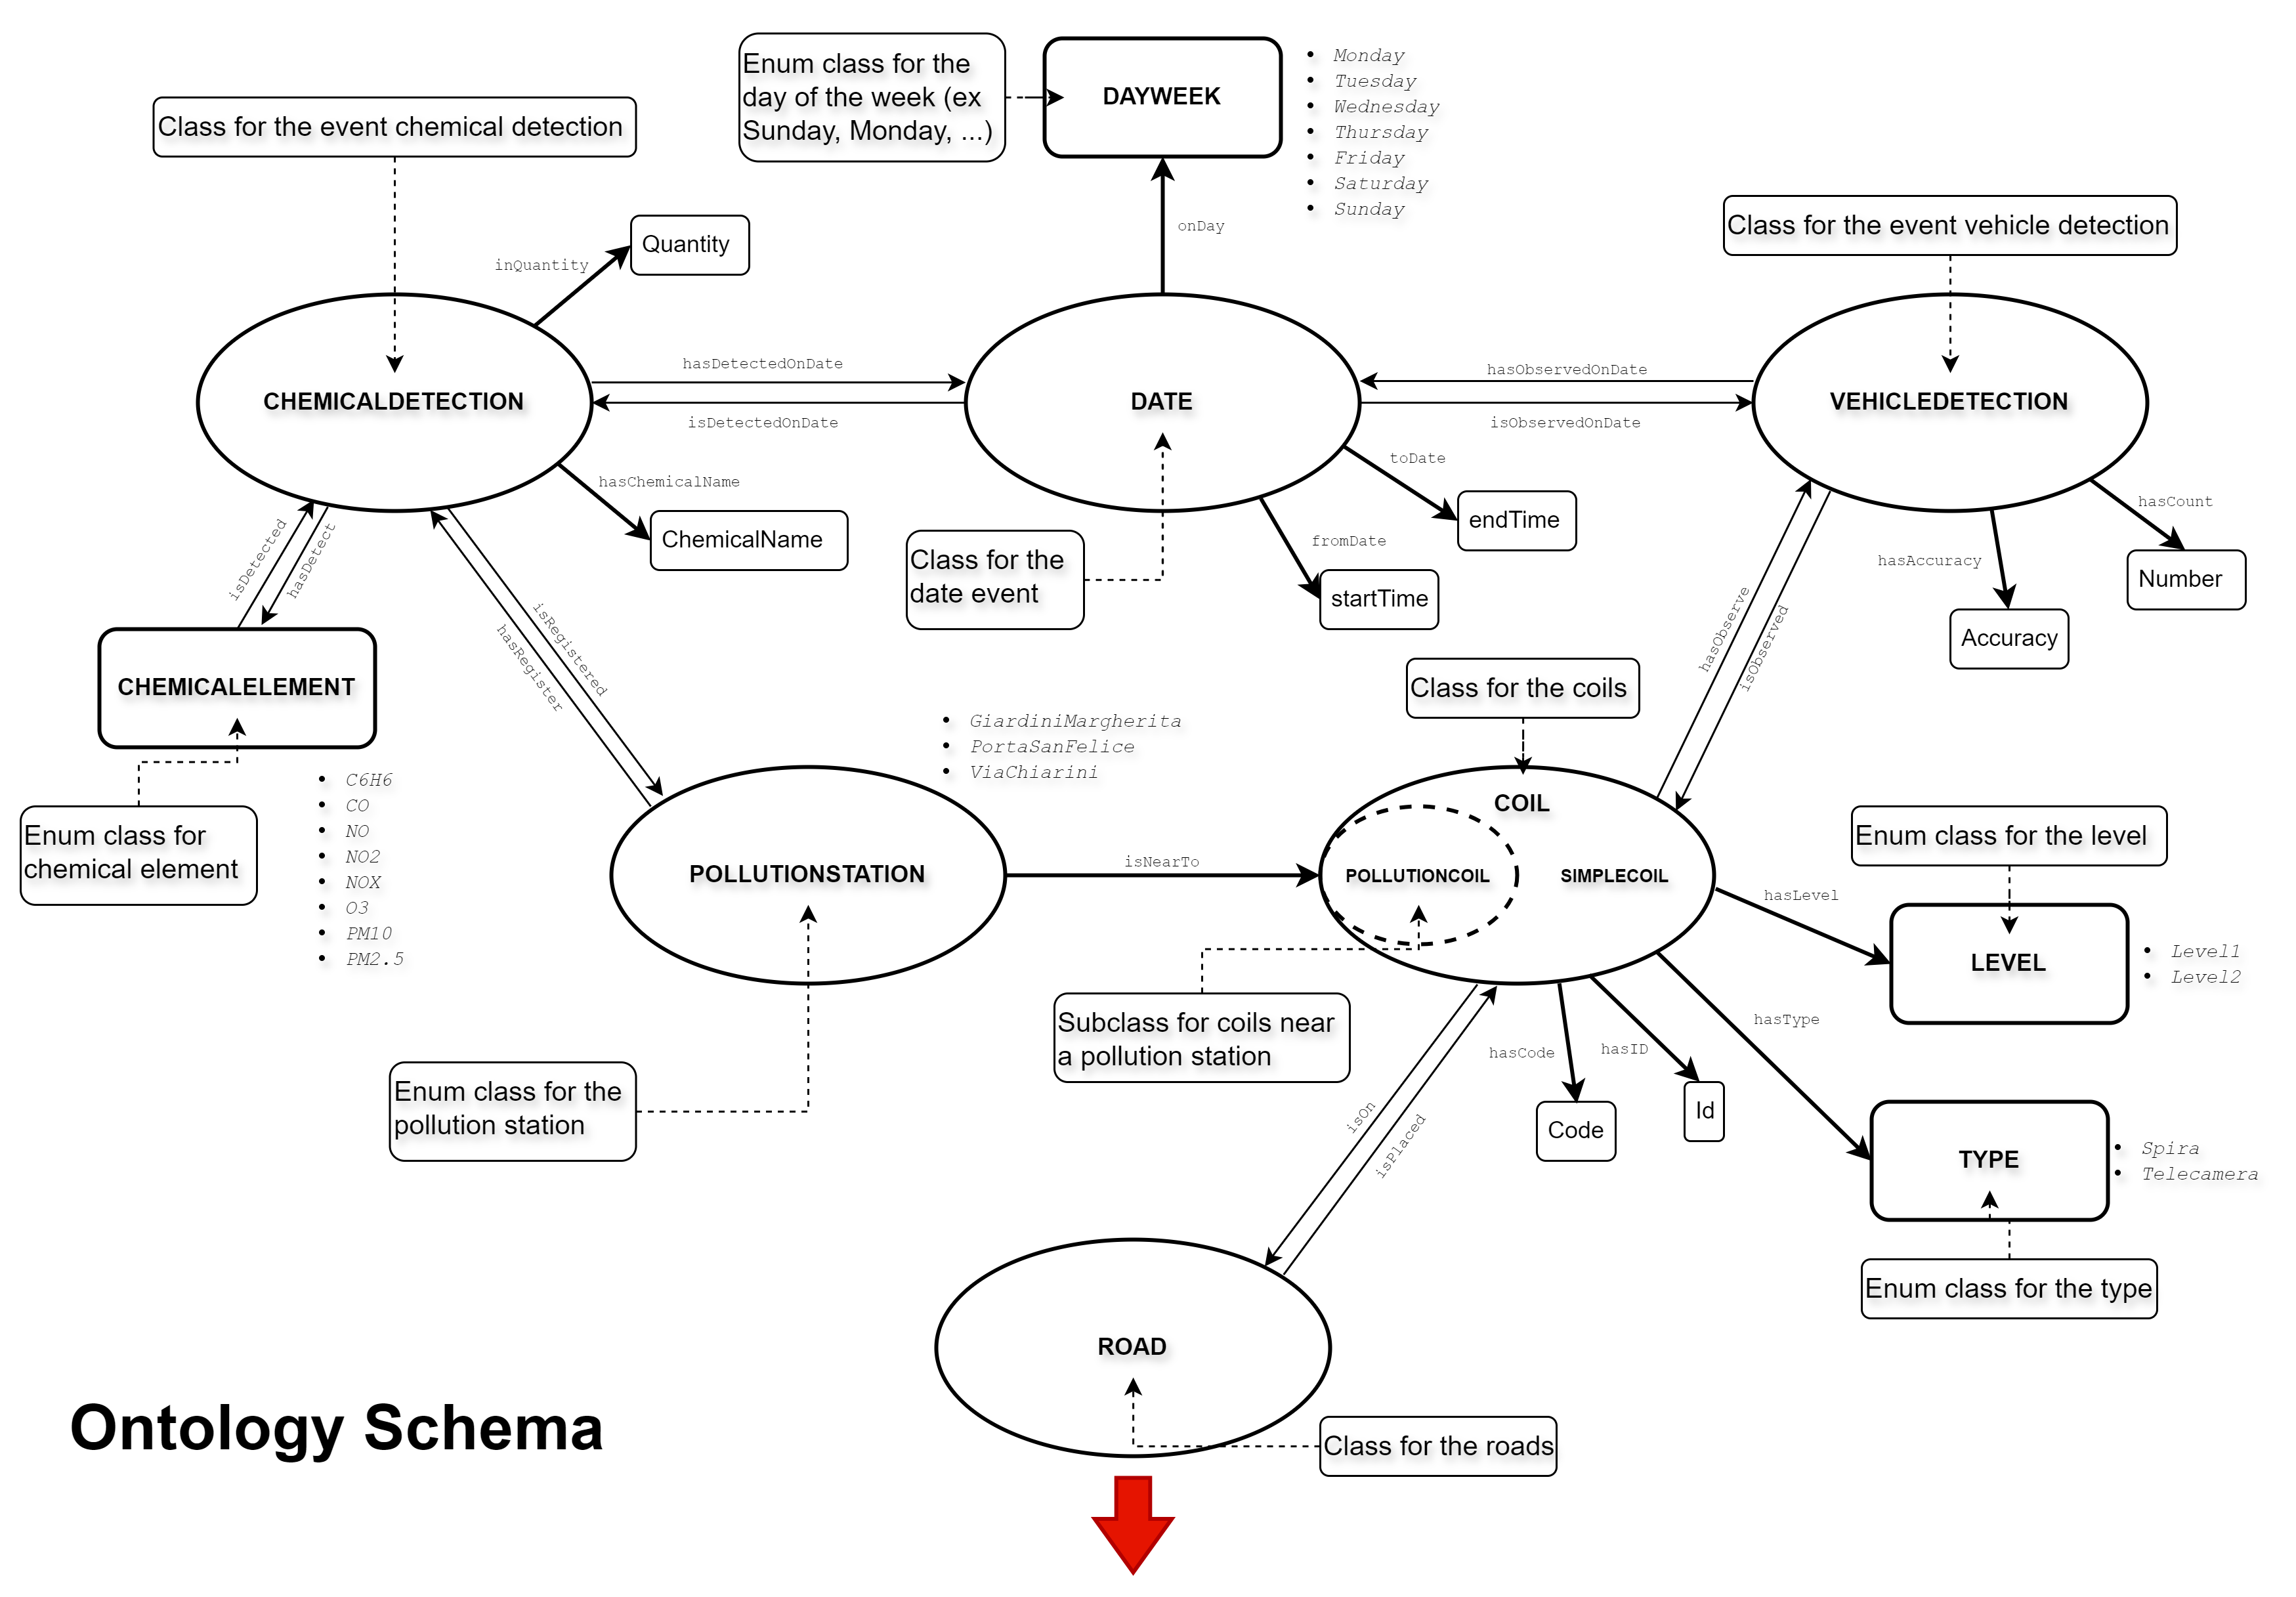 Enum class for the
day of the week (ex
Sunday, Monday, ...)
DAYWEEK
• Monday
• Tuesday
• Wednesday
• Thursday
• Friday
• Saturday
• Sunday
Class for the event chemical detection
onDay
Class for the event vehicle detection
inQuantity
Quantity
CHEMICALDETECTION
hasDetectedOnDate
isDetectedOnDate
DATE
hasObservedOnDate
isObservedOnDate
VEHICLEDETECTION
hasChemicalName
ChemicalName
toDate
endTime
fromDate
startTime
Class for the
date event
hasCount
Number
hasAccuracy
Accuracy
isDetected
hasDetect
isRegistered
hasRegister
hasObserve
isObserved
CHEMICALELEMENT
Enum class for
chemical element
• C6H6
• CO
• NO
• NO2
• NOX
• O3
• PM10
• PM2.5
• GiardiniMargherita
• PortaSanFelice
• ViaChiarini
POLLUTIONSTATION
isNearTo
Class for the coils
COIL
POLLUTIONCOIL
SIMPLECOIL
Enum class for the level
hasLevel
LEVEL
• Level1
• Level2
Enum class for the
pollution station
Subclass for coils near
a pollution station
hasCode
Code
hasID
Id
hasType
TYPE
• Spira
• Telecamera
Enum class for the type
isOn
isPlaced
ROAD
Class for the roads
Ontology Schema